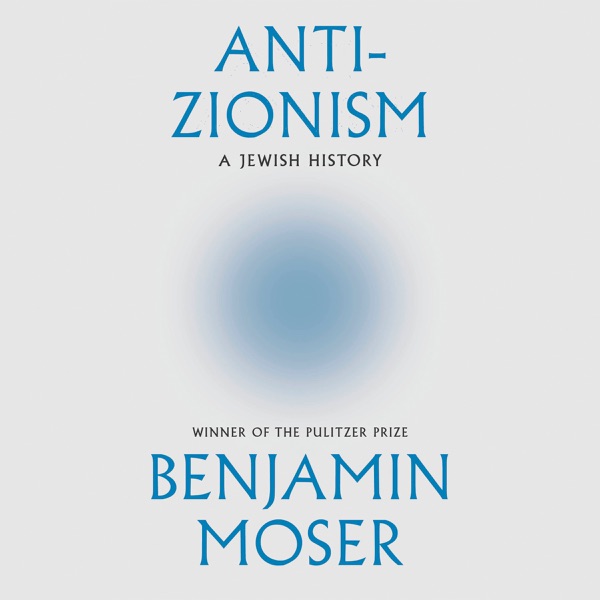 ANTI-
ZIONISM
A JEWISH HISTORY
WINNER OF THE PULITZER PRIZE
BENJAMIN
MOSER